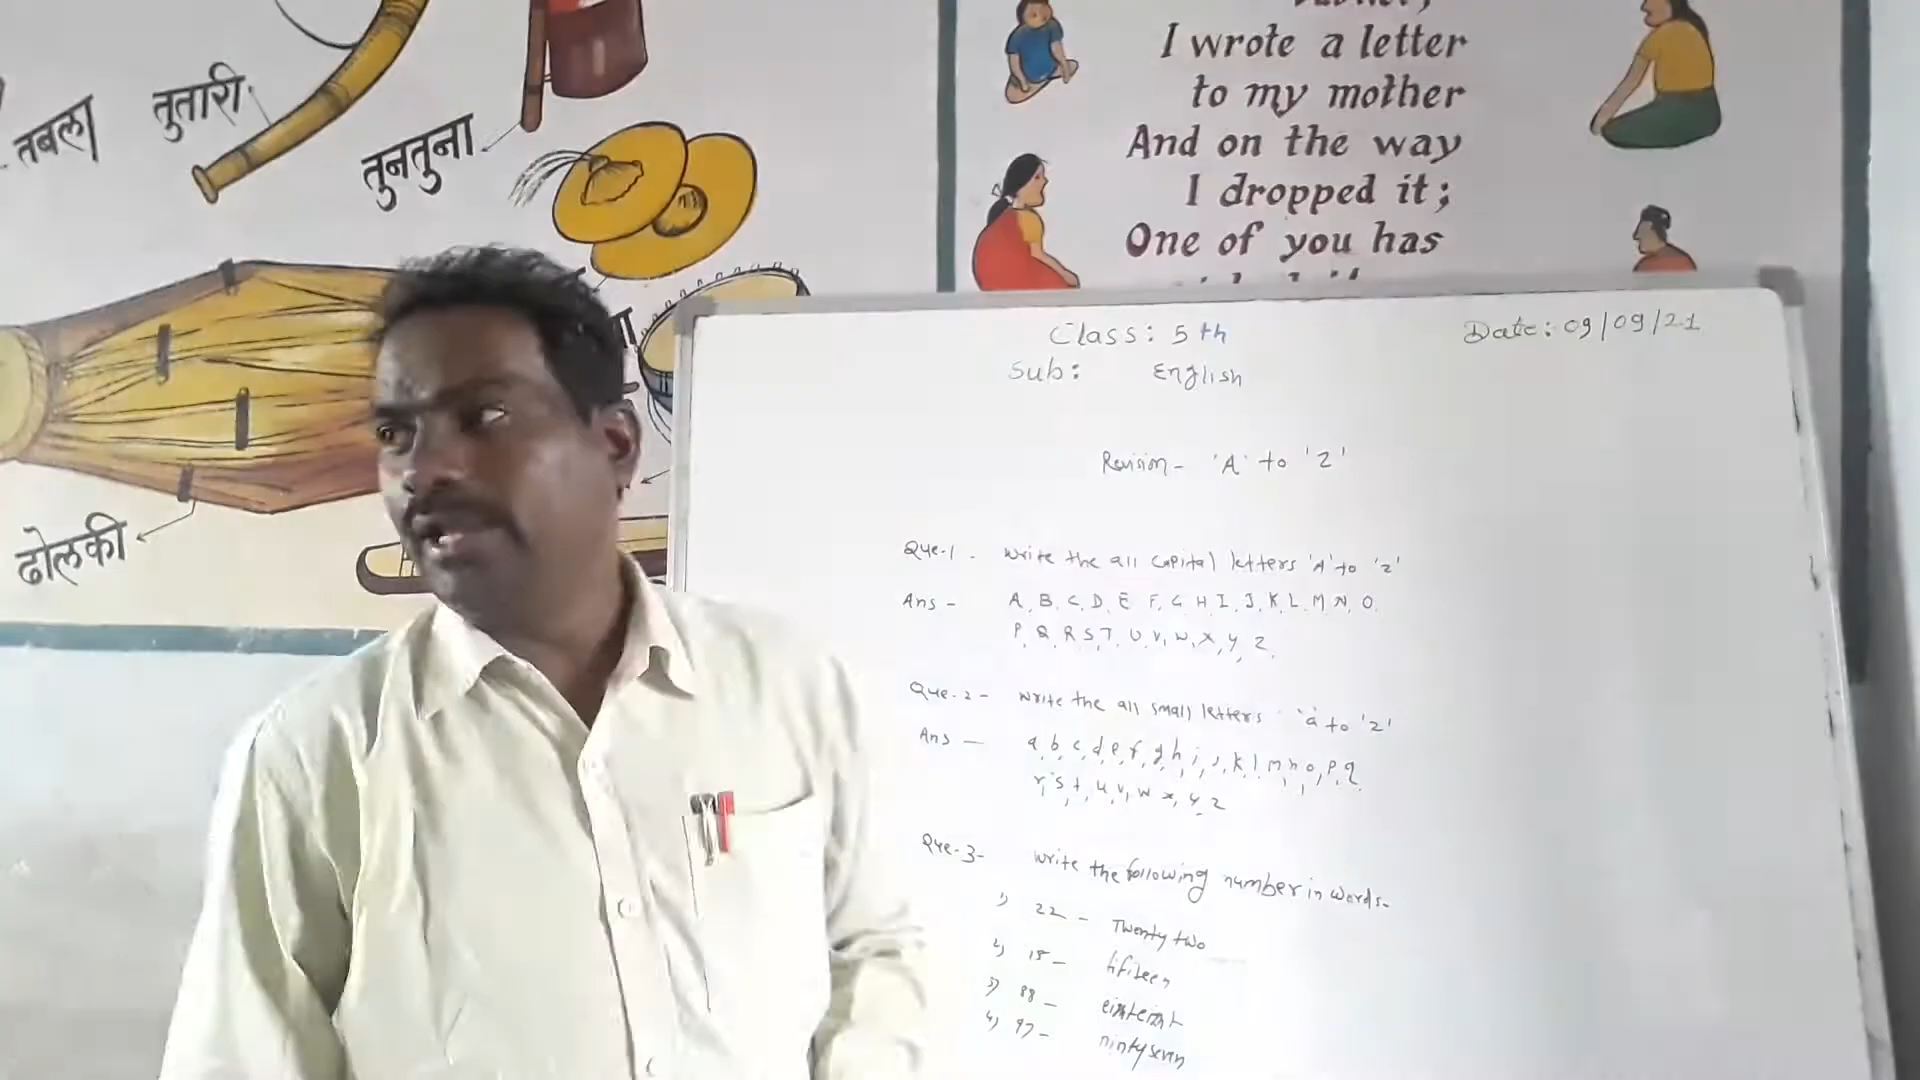 तबला
तुतारी
तुनतुना
ढोलकी
I wrote a letter
to my mother
And on the way
I dropped it;
One of you has
Class: 5th
Date: 09/09/21
Sub: English
Revision - 'A' to 'Z'
Que-1. Write the all capital letters 'A' to 'Z'
Ans - A, B, C, D, E F, G H, I, J, K, L, M N, O,
P, Q, R S, T, U, V, W, X, Y, Z,
Que. 2 - Write the all small letters 'a' to 'z'
Ans - a, b, c, d, e, f, g, h, i, j, k, l, m, n, o, p, q,
r, s, t, u, v, w x, y, z
Que-3- Write the following number in words-
1) 22 - Twenty two
2) 15 - fifteen
3) 88 -
4) 97 - ninty seven